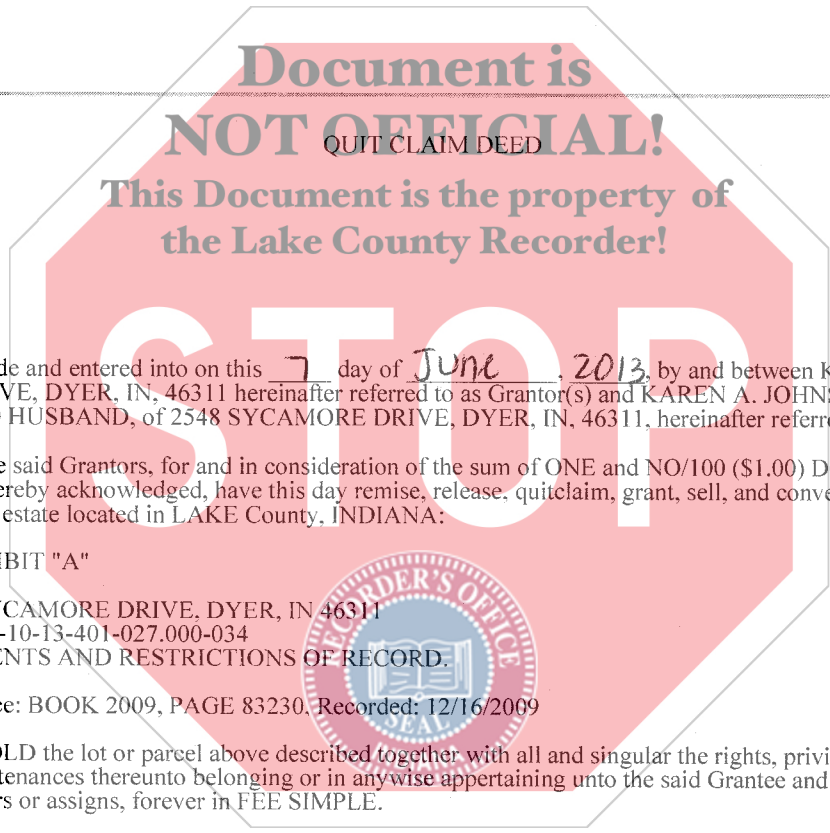 Document is
NOT OFFICIAL!
QUIT CLAIM DEED
This Document is the property of
the Lake County Recorder!
STOP
de and entered into on this 7 day of June, 2013, by and between K
VE, DYER, IN, 46311 hereinafter referred to as Grantor(s) and KAREN A. JOHNS
HUSBAND, of 2548 SYCAMORE DRIVE, DYER, IN, 46311, hereinafter referre
e said Grantors, for and in consideration of the sum of ONE and NO/100 ($1.00) D
ereby acknowledged, have this day remise, release, quitclaim, grant, sell, and conve
estate located in LAKE County, INDIANA:
IBIT "A"
YCAMORE DRIVE, DYER, IN 46311
-10-13-401-027.000-034
ENTS AND RESTRICTIONS OF RECORD.
ce: BOOK 2009, PAGE 83230, Recorded: 12/16/2009
RECORDER'S OFFICE
SEAL
INDIANA
OLD the lot or parcel above described together with all and singular the rights, privi
tenances thereunto belonging or in anywise appertaining unto the said Grantee and
rs or assigns, forever in FEE SIMPLE.